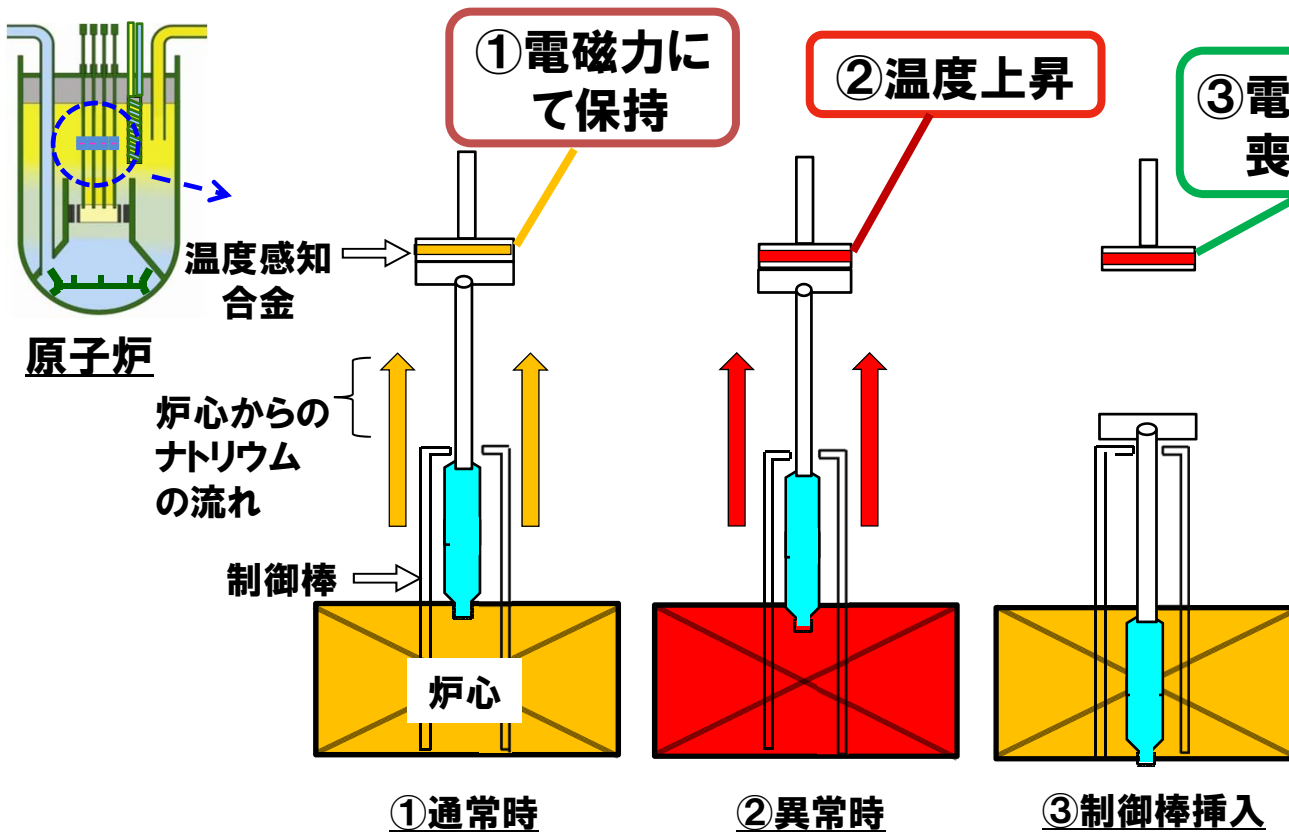 ①電磁力に
て保持
②温度上昇
③電
喪
温度感知
合金
原子炉
炉心からの
ナトリウム
の流れ
制御棒
炉心
①通常時
②異常時
③制御棒挿入